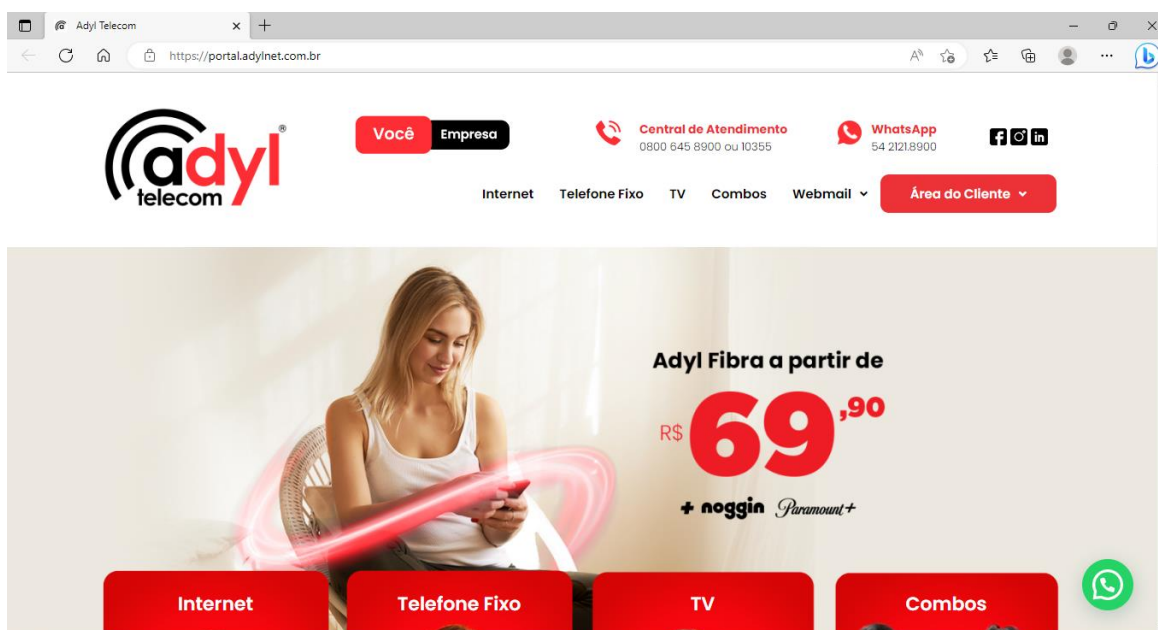 Adyl Telecom
https://portal.adylnet.com.br
adyl®
telecom
Você Empresa
Central de Atendimento
0800 645 8900 ou 10355
WhatsApp
54 2121.8900
Internet Telefone Fixo TV Combos Webmail Área do Cliente
Adyl Fibra a partir de
R$ 69,90
+ noggin Paramount+
Internet Telefone Fixo TV Combos